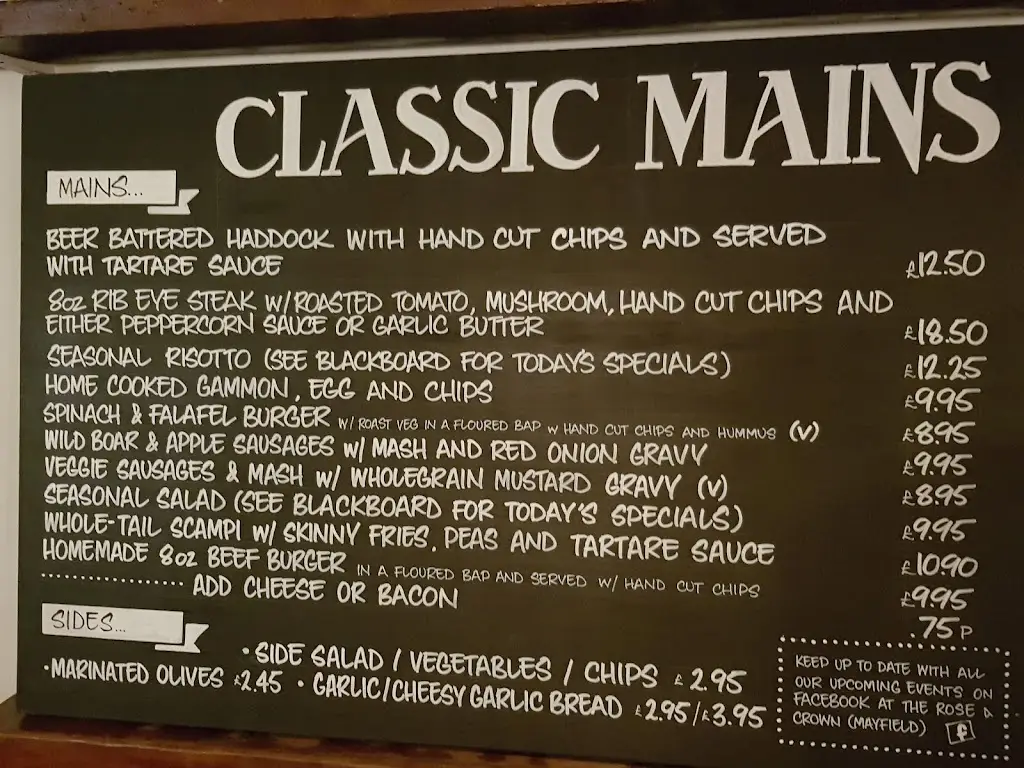 CLASSIC MAINS
MAINS...
BEER BATTERED HADDOCK WITH HAND CUT CHIPS AND SERVED
WITH TARTARE SAUCE £12.50
8oz RIB EYE STEAK W/ROASTED TOMATO, MUSHROOM, HAND CUT CHIPS AND
EITHER PEPPERCORN SAUCE OR GARLIC BUTTER £18.50
SEASONAL RISOTTO (SEE BLACKBOARD FOR TODAY'S SPECIALS) £12.25
HOME COOKED GAMMON, EGG AND CHIPS £9.95
SPINACH & FALAFEL BURGER W/ ROAST VEG IN A FLOURED BAP W HAND CUT CHIPS AND HUMMUS (V) £8.95
WILD BOAR & APPLE SAUSAGES W/ MASH AND RED ONION GRAVY £9.95
VEGGIE SAUSAGES & MASH W/ WHOLEGRAIN MUSTARD GRAVY (V) £8.95
SEASONAL SALAD (SEE BLACKBOARD FOR TODAY'S SPECIALS) £9.95
WHOLE-TAIL SCAMPI W/ SKINNY FRIES, PEAS AND TARTARE SAUCE £10.90
HOMEMADE 8oz BEEF BURGER IN A FLOURED BAP AND SERVED W/ HAND CUT CHIPS £9.95
ADD CHEESE OR BACON .75P
SIDES...
•SIDE SALAD / VEGETABLES / CHIPS £2.95
•MARINATED OLIVES £2.45 • GARLIC/CHEESY GARLIC BREAD £2.95/£3.95
KEEP UP TO DATE WITH ALL
OUR UPCOMING EVENTS ON
FACEBOOK AT THE ROSE &
CROWN (MAYFIELD) f